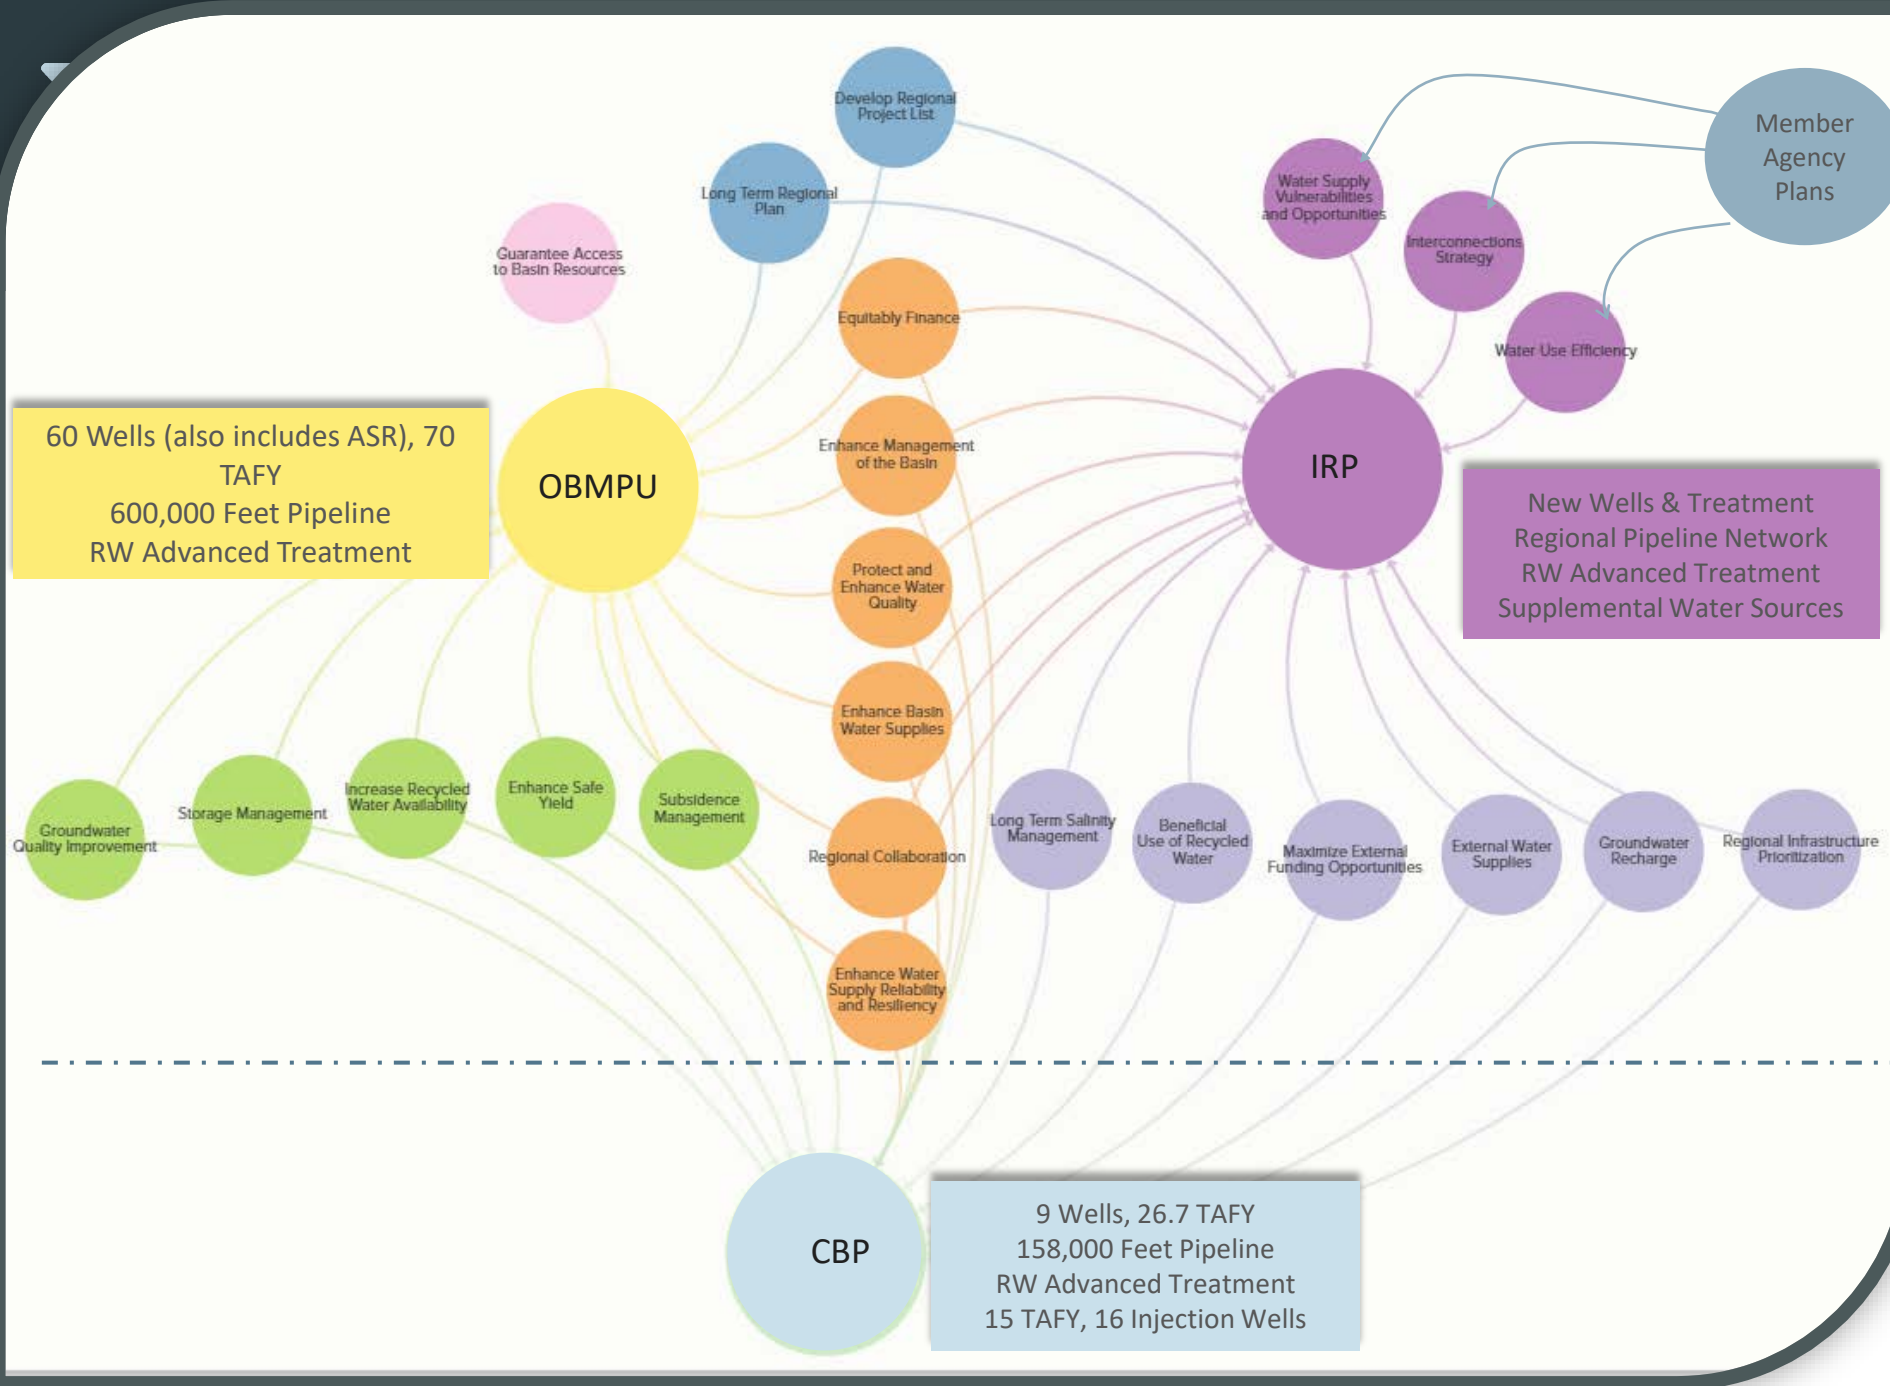 Develop Regional
Project List
Long Term Regional
Plan
Guarantee Access
to Basin Resources
Member
Agency
Plans
Water Supply
Vulnerabilities
and Opportunities
Interconnections
Strategy
Water Use Efficiency
Equitably Finance
Enhance Management
of the Basin
Protect and
Enhance Water
Quality
Enhance Basin
Water Supplies
Regional Collaboration
Enhance Water
Supply Reliability
and Resiliency
60 Wells (also includes ASR), 70
TAFY
600,000 Feet Pipeline
RW Advanced Treatment
OBMPU
IRP
New Wells & Treatment
Regional Pipeline Network
RW Advanced Treatment
Supplemental Water Sources
Groundwater
Quality Improvement
Storage Management
Increase Recycled
Water Availability
Enhance Safe
Yield
Subsidence
Management
Long Term Salinity
Management
Beneficial
Use of Recycled
Water
Maximize External
Funding Opportunities
External Water
Supplies
Groundwater
Recharge
Regional Infrastructure
Prioritization
CBP
9 Wells, 26.7 TAFY
158,000 Feet Pipeline
RW Advanced Treatment
15 TAFY, 16 Injection Wells